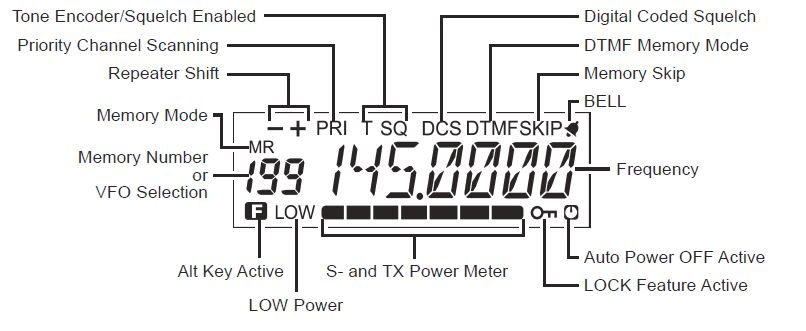 Tone Encoder/Squelch Enabled
Digital Coded Squelch
Priority Channel Scanning
DTMF Memory Mode
Repeater Shift
Memory Skip
BELL
Memory Mode
− + PRI T SQ DCS DTMF SKIP
MR
Memory Number
or
VFO Selection
199 145.0000
Frequency
F LOW
Alt Key Active
S- and TX Power Meter
Auto Power OFF Active
LOCK Feature Active
LOW Power